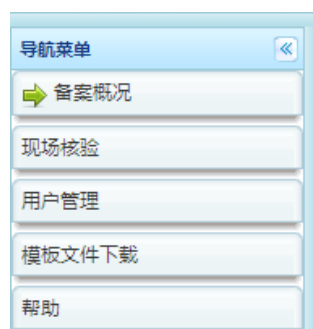 导航菜单
备案概况
现场核验
用户管理
模板文件下载
帮助